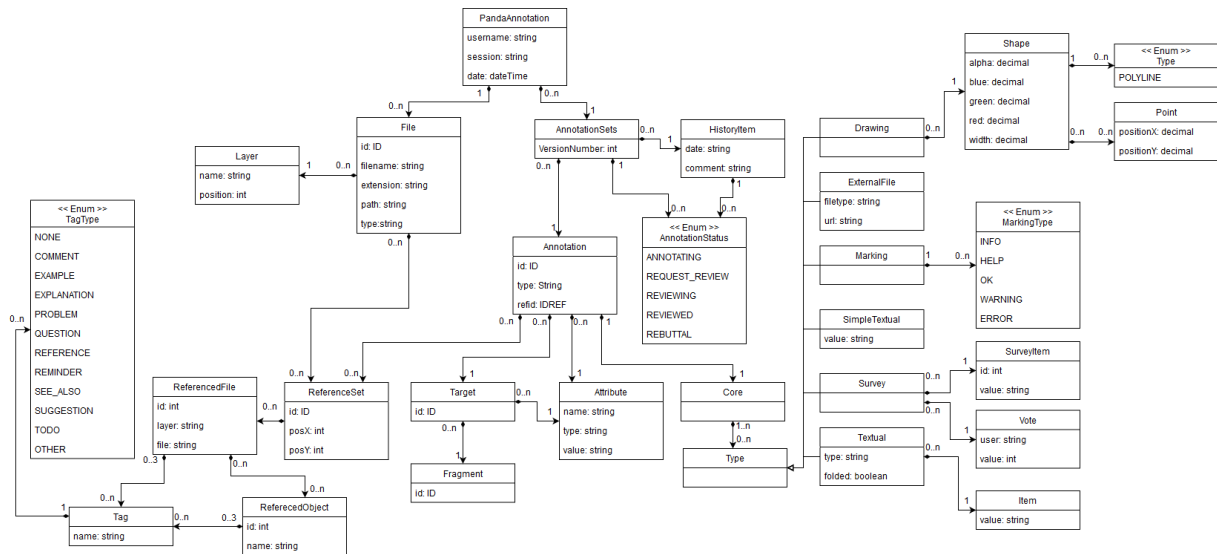 PandaAnnotation
username: string
session: string
date: dateTime
1
0..n
0..n
1
File
id: ID
filename: string
extension: string
path: string
type:string
0..n
1
0..n
Layer
name: string
position: int
AnnotationSets
VersionNumber: int
0..n
0..n
1
1
HistoryItem
date: string
comment: string
1
0..n
0..n
<< Enum >>
AnnotationStatus
ANNOTATING
REQUEST_REVIEW
REVIEWING
REVIEWED
REBUTTAL
1
Annotation
id: ID
type: String
refid: IDREF
0..n
0..n
0..n
1
<< Enum >>
TagType
NONE
COMMENT
EXAMPLE
EXPLANATION
PROBLEM
QUESTION
REFERENCE
REMINDER
SEE_ALSO
SUGGESTION
TODO
OTHER
0..n
1
ReferencedFile
id: int
layer: string
file: string
0..3
0..n
0..n
0..n
0..n
ReferenceSet
id: ID
posX: int
posY: int
0..n
Tag
name: string
0..n
0..3
0..n
ReferecedObject
id: int
name: string
1
Target
id: ID
0..n
1
0..n
1
Fragment
id: ID
1
Attribute
name: string
type: string
value: string
1
Core
1..n
0..n
Type
Drawing
0..n
1
Shape
alpha: decimal
blue: decimal
green: decimal
red: decimal
width: decimal
1
0..n
<< Enum >>
Type
POLYLINE
0..n
0..n
Point
positionX: decimal
positionY: decimal
ExternalFile
filetype: string
url: string
Marking
1
0..n
<< Enum >>
MarkingType
INFO
HELP
OK
WARNING
ERROR
SimpleTextual
value: string
Survey
0..n
1
SurveyItem
id: int
value: string
0..n
1
Vote
user: string
value: int
Textual
type: string
folded: boolean
0..n
1
Item
value: string